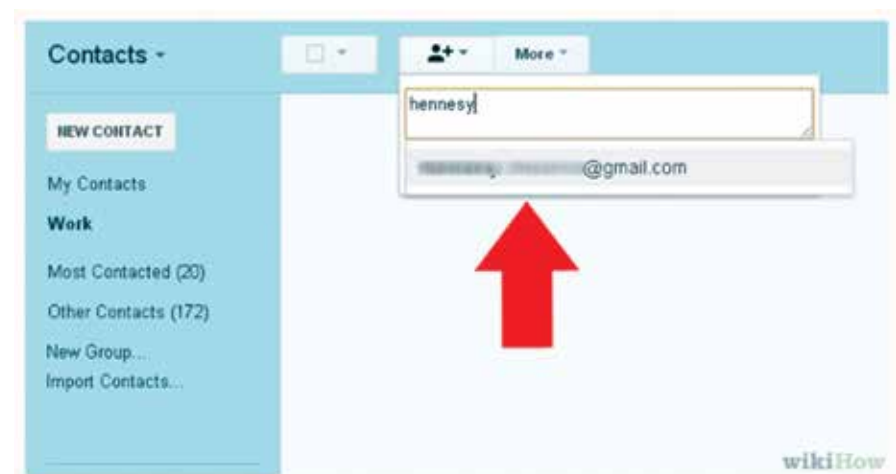 Contacts
More
hennesy
@gmail.com
NEW CONTACT
My Contacts
Work
Most Contacted (20)
Other Contacts (172)
New Group...
Import Contacts...
wikiHow